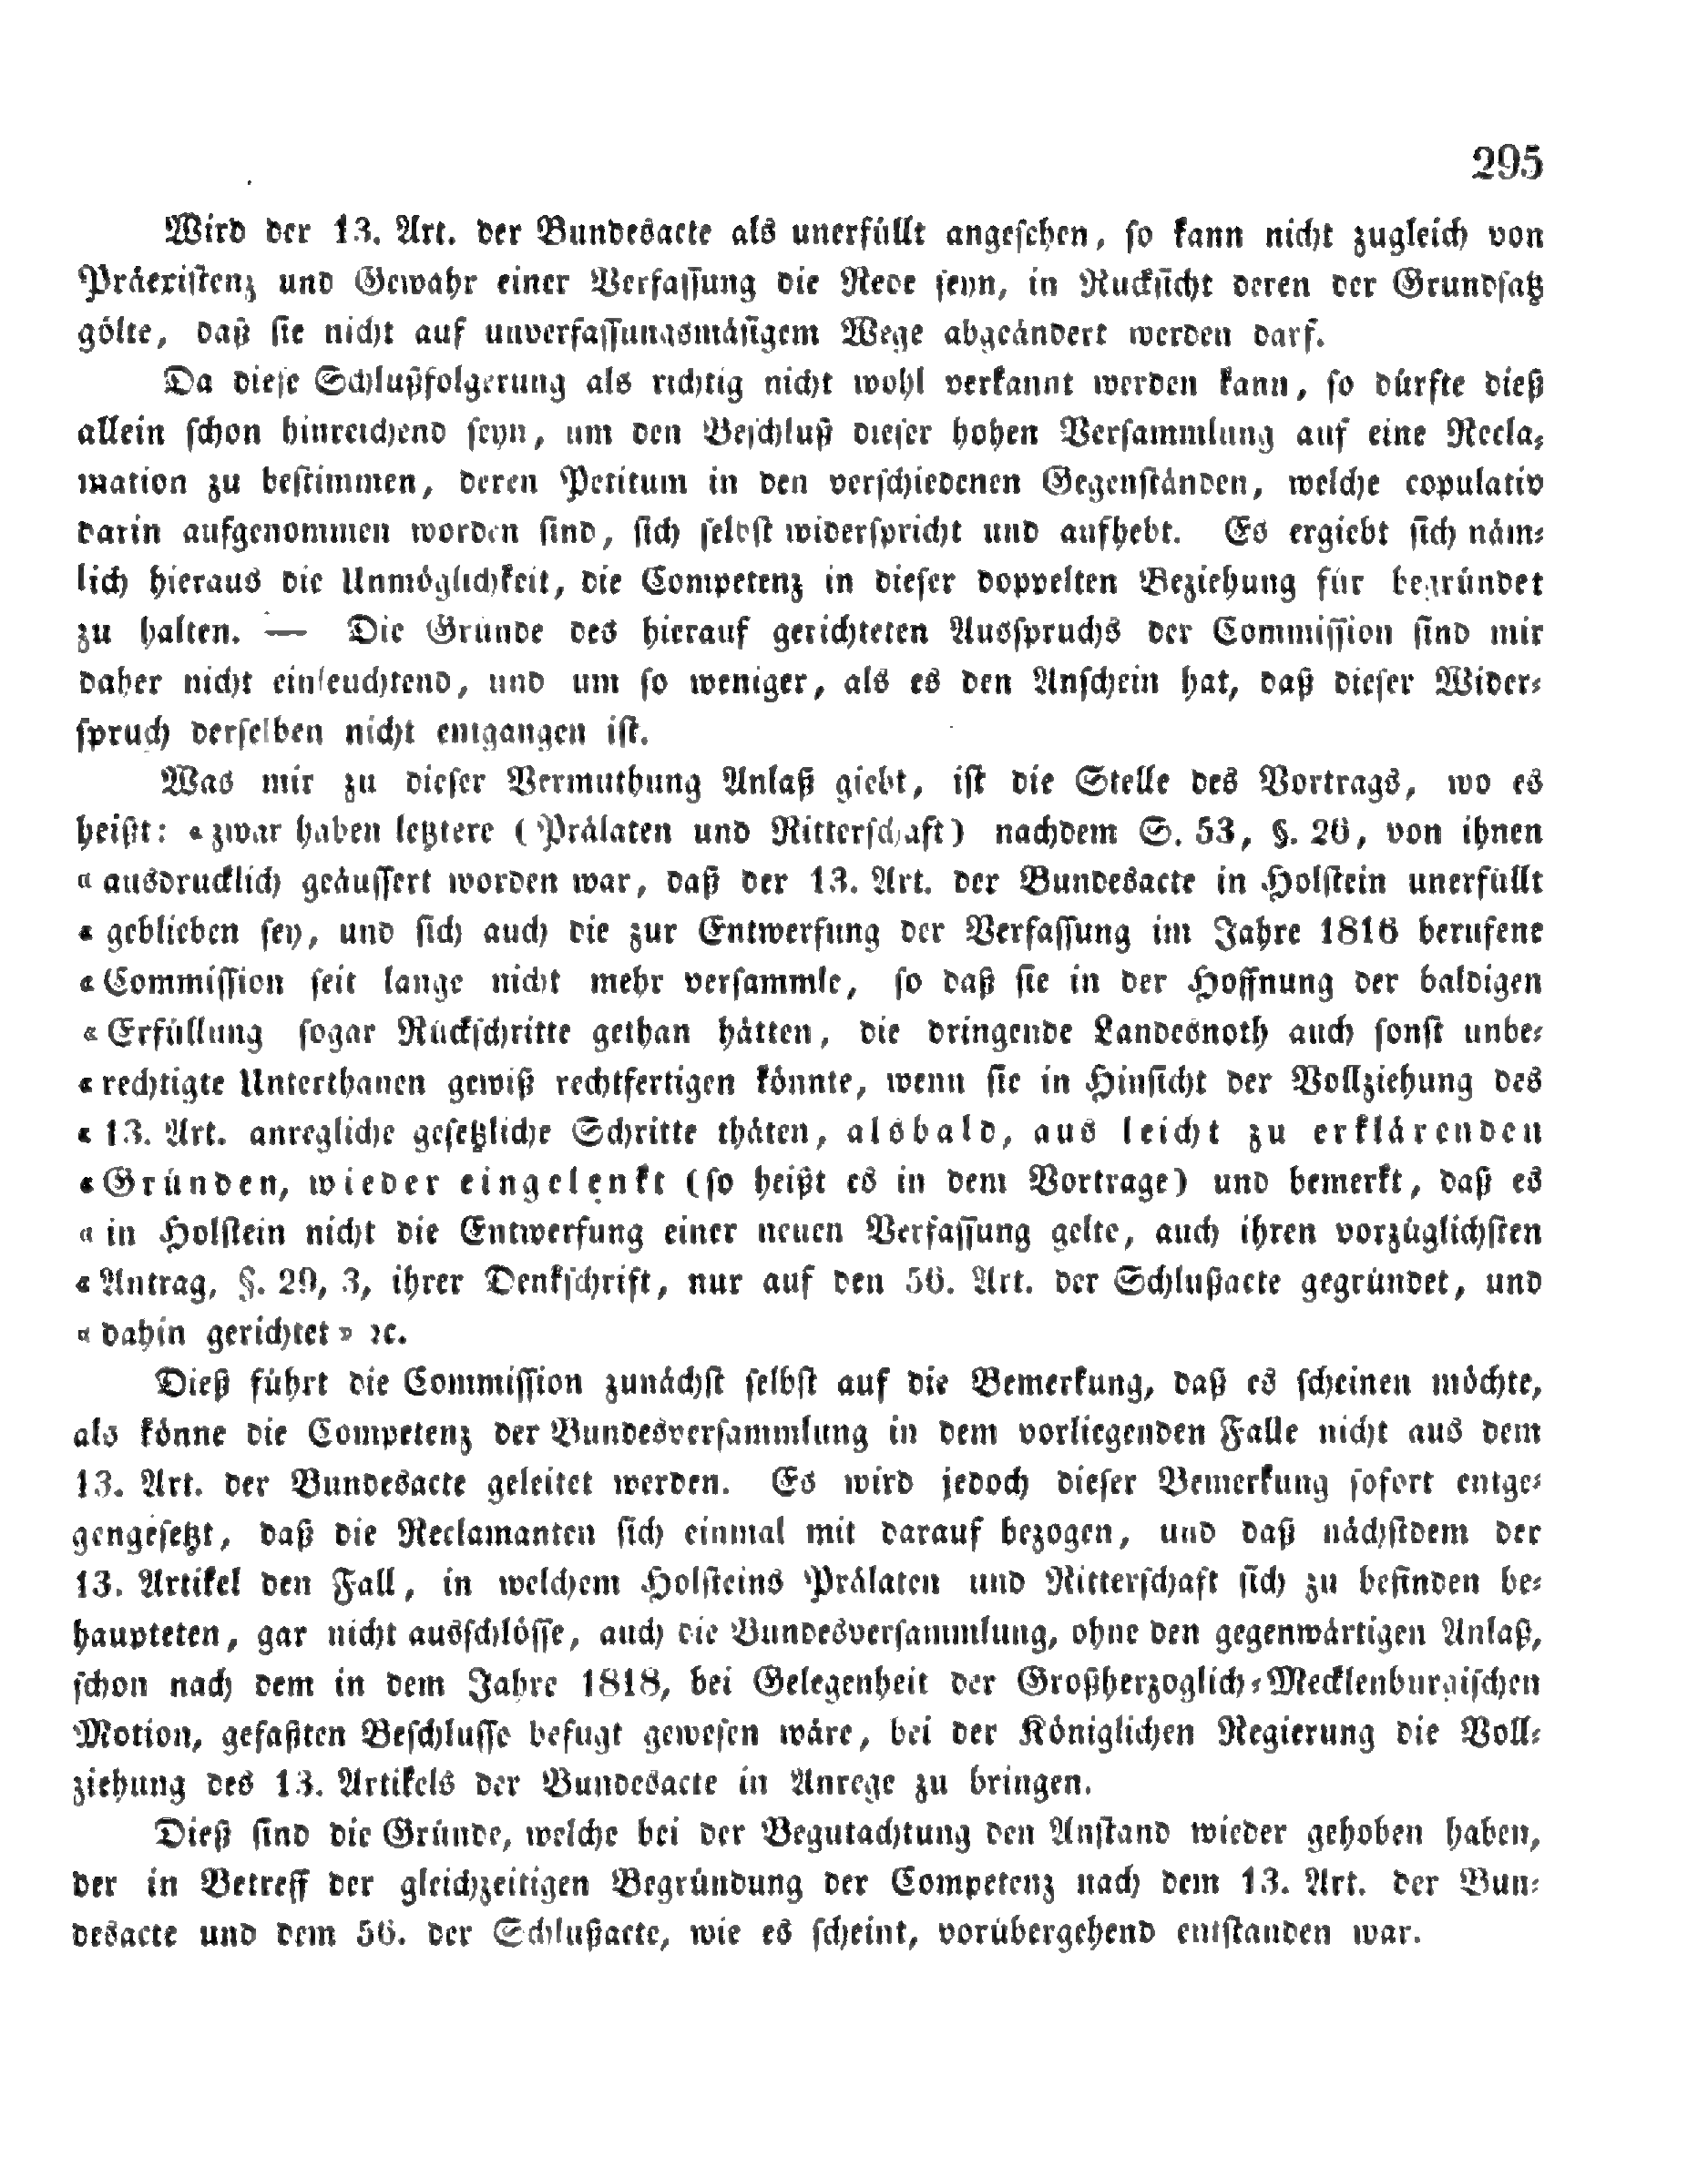 295
Wird der 13. Art. der Bundesacte als unerfüllt angesehen, so kann nicht zugleich von
Präexistenz und Gewähr einer Verfassung die Rede seyn, in Rücksicht deren der Grundsatz
gölte, daß sie nicht auf unverfassungsmäsigem Wege abgeändert werden darf.
Da diese Schlußfolgerung als richtig nicht wohl verkannt werden kann, so dürfte dieß
allein schon hinreichend seyn, um den Beschluß dieser hohen Versammlung auf eine Recla-
mation zu bestimmen, deren Petitum in den verschiedenen Gegenständen, welche copulativ
darin aufgenommen worden sind, sich selbst widerspricht und aufhebt. Es ergiebt sich näm-
lich hieraus die Unmöglichkeit, die Competenz in dieser doppelten Beziehung für begründet
zu halten. — Die Gründe des hierauf gerichteten Ausspruchs der Commission sind mir
daher nicht einleuchtend, und um so weniger, als es den Anschein hat, daß dieser Wider-
spruch derselben nicht entgangen ist.
Was mir zu dieser Vermuthung Anlaß giebt, ist die Stelle des Vortrags, wo es
heißt: «zwar haben letztere (Prälaten und Ritterschaft) nachdem S. 53, §. 26, von ihnen
«ausdrücklich geäussert worden war, daß der 13. Art. der Bundesacte in Holstein unerfüllt
«geblieben sey, und sich auch die zur Entwerfung der Verfassung im Jahre 1816 berufene
«Commission seit lange nicht mehr versammle, so daß sie in der Hoffnung der baldigen
«Erfüllung sogar Rückschritte gethan hätten, die dringende Landesnoth auch sonst unbe-
«rechtigte Unterthanen gewiß rechtfertigen könnte, wenn sie in Hinsicht der Vollziehung des
«13. Art. anregliche gesetzliche Schritte thäten, alsbald, aus leicht zu erklärenden
«Gründen, wieder eingelenkt (so heißt es in dem Vortrage) und bemerkt, daß es
«in Holstein nicht die Entwerfung einer neuen Verfassung gelte, auch ihren vorzüglichsten
«Antrag, §. 29, 3, ihrer Denkschrift, nur auf den 56. Art. der Schlußacte gegründet, und
«dahin gerichtet» ꝛc.
Dieß führt die Commission zunächst selbst auf die Bemerkung, daß es scheinen möchte,
als könne die Competenz der Bundesversammlung in dem vorliegenden Falle nicht aus dem
13. Art. der Bundesacte geleitet werden. Es wird jedoch dieser Bemerkung sofort entge-
gengesetzt, daß die Reclamanten sich einmal mit darauf bezogen, und daß nächstdem der
13. Artikel den Fall, in welchem Holsteins Prälaten und Ritterschaft sich zu befinden be-
haupteten, gar nicht ausschlösse, auch die Bundesversammlung, ohne den gegenwärtigen Anlaß,
schon nach dem in dem Jahre 1818, bei Gelegenheit der Großherzoglich-Mecklenburgischen
Motion, gefaßten Beschlusse befugt gewesen wäre, bei der Königlichen Regierung die Voll-
ziehung des 13. Artikels der Bundesacte in Anrege zu bringen.
Dieß sind die Gründe, welche bei der Begutachtung den Anstand wieder gehoben haben,
der in Betreff der gleichzeitigen Begründung der Competenz nach dem 13. Art. der Bun-
desacte und dem 56. der Schlußacte, wie es scheint, vorübergehend entstanden war.